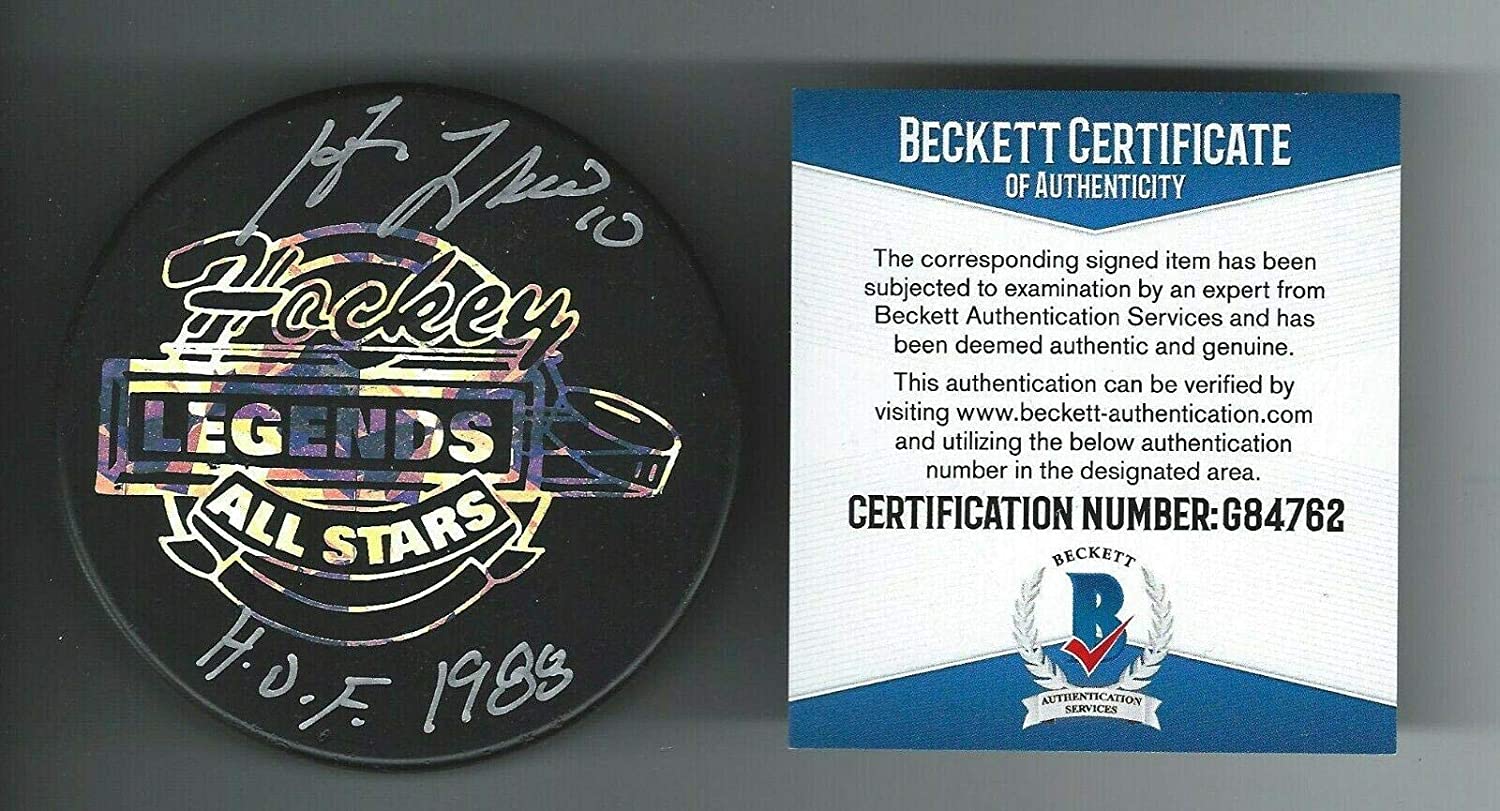 10
Hockey
LEGENDS
ALL STARS
H.O.F. 1988
BECKETT CERTIFICATE
OF AUTHENTICITY
The corresponding signed item has been
subjected to examination by an expert from
Beckett Authentication Services and has
been deemed authentic and genuine.
This authentication can be verified by
visiting www.beckett-authentication.com
and utilizing the below authentication
number in the designated area.
CERTIFICATION NUMBER:G84762
BECKETT
B
AUTHENTICATION
SERVICES